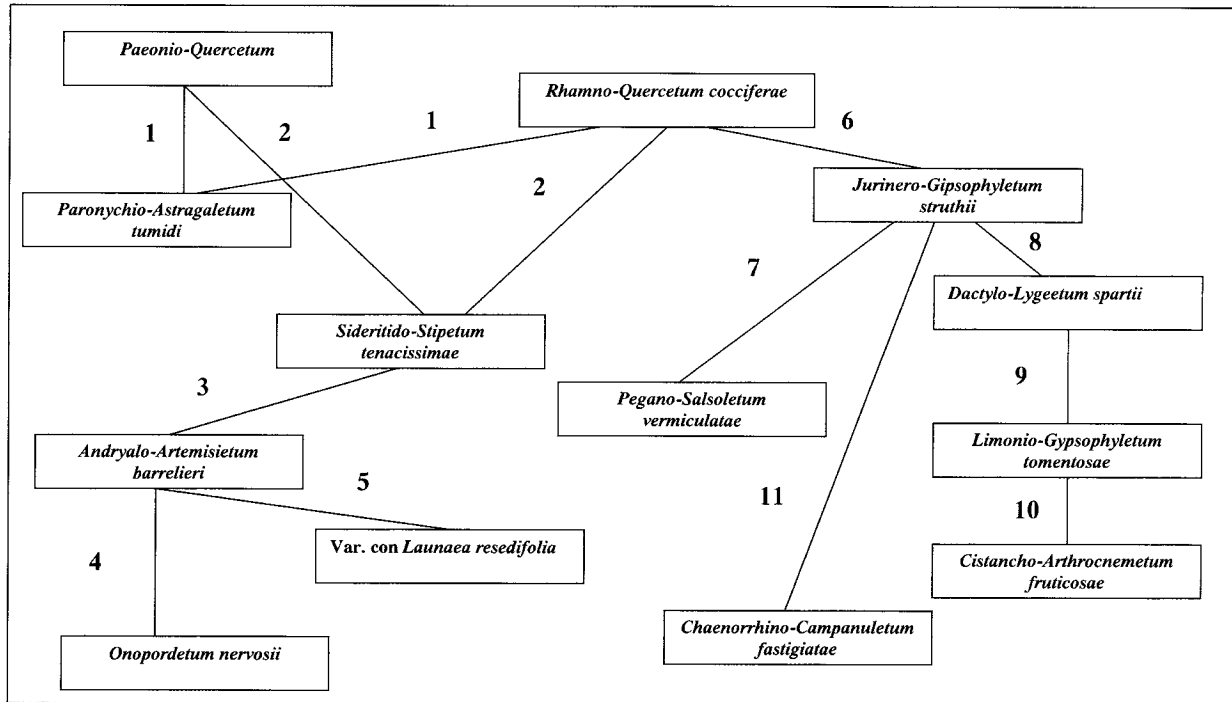 Paeonio-Quercetum
Rhamno-Quercetum cocciferae
1
2
1
6
2
Paronychio-Astragaletum
tumidi
Jurinero-Gipsophyletum
struthii
7
8
Dactylo-Lygeetum spartii
Sideritido-Stipetum
tenacissimae
3
9
Pegano-Salsoletum
vermiculatae
Andryalo-Artemisietum
barrelieri
Limonio-Gypsophyletum
tomentosae
5
11
10
4
Var. con Launaea resedifolia
Cistancho-Arthrocnemetum
fruticosae
Onopordetum nervosii
Chaenorrhino-Campanuletum
fastigiatae